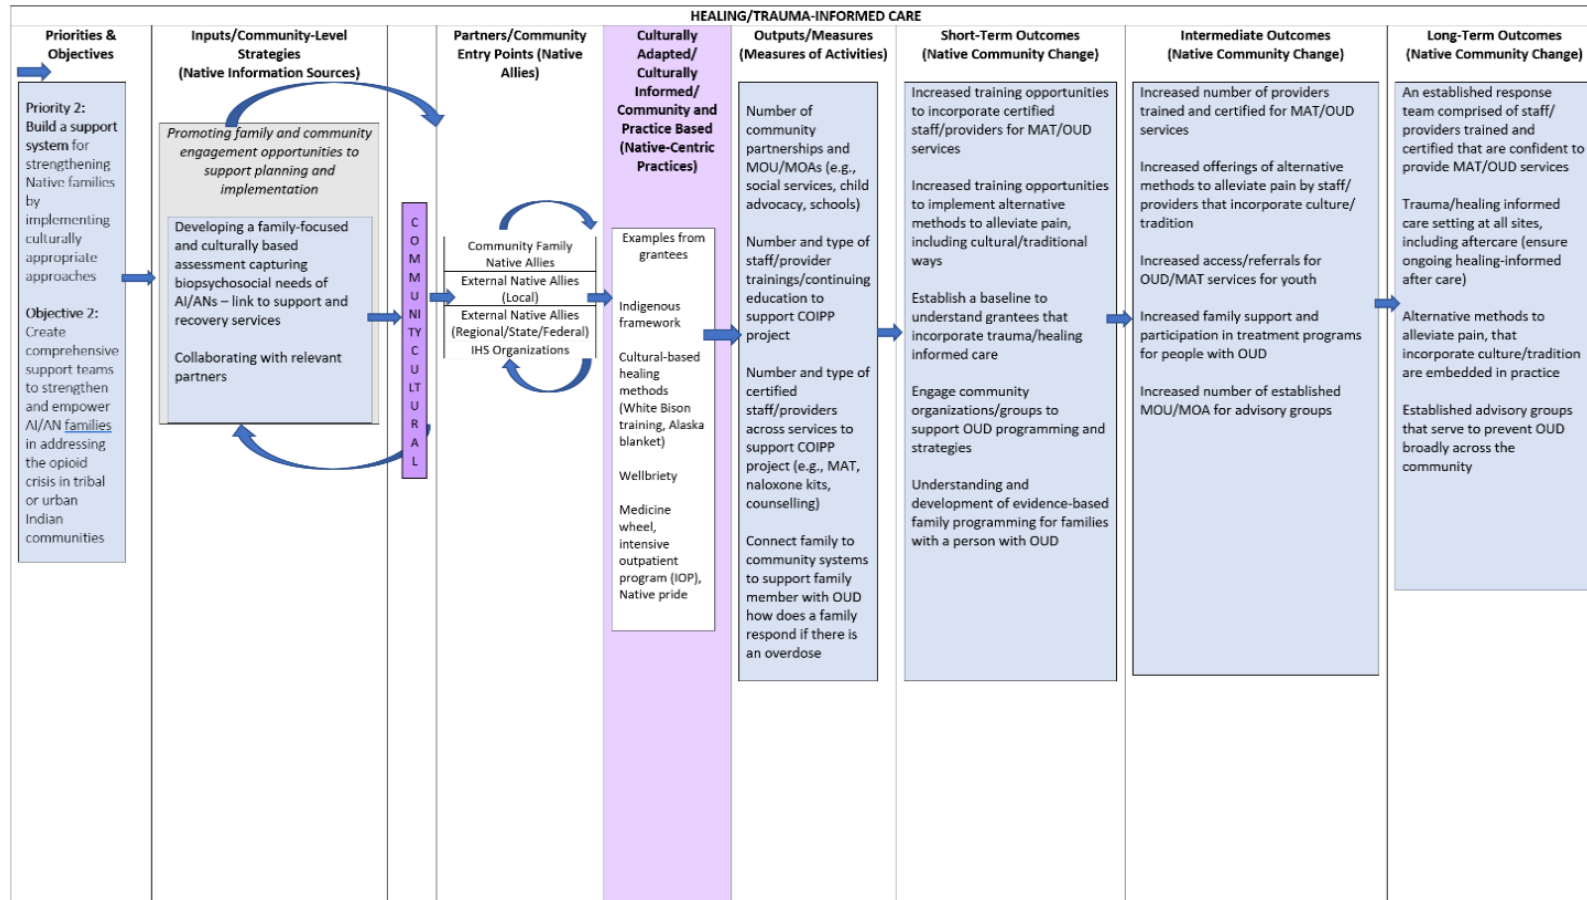 HEALING/TRAUMA-INFORMED CARE
Priorities &
Objectives
Priority 2:
Build a support
system for
strengthening
Native families
by
implementing
culturally
appropriate
approaches
Objective 2:
Create
comprehensive
support teams
to strengthen
and empower
AI/AN families
in addressing
the opioid
crisis in tribal
or urban
Indian
communities
Inputs/Community-Level
Strategies
(Native Information Sources)
Promoting family and community
engagement opportunities to
support planning and
implementation
Developing a family-focused
and culturally based
assessment capturing
biopsychosocial needs of
AI/ANs – link to support and
recovery services
Collaborating with relevant
partners
C
O
M
M
U
NI
TY
C
U
LT
U
R
A
L
Partners/Community
Entry Points (Native
Allies)
Community Family
Native Allies
External Native Allies
(Local)
External Native Allies
(Regional/State/Federal)
IHS Organizations
Culturally
Adapted/
Culturally
Informed/
Community and
Practice Based
(Native-Centric
Practices)
Examples from
grantees
Indigenous
framework
Cultural-based
healing
methods
(White Bison
training, Alaska
blanket)
Wellbriety
Medicine
wheel,
intensive
outpatient
program (IOP),
Native pride
Outputs/Measures
(Measures of Activities)
Number of
community
partnerships and
MOU/MOAs (e.g.,
social services, child
advocacy, schools)
Number and type of
staff/provider
trainings/continuing
education to
support COIPP
project
Number and type of
certified
staff/providers
across services to
support COIPP
project (e.g., MAT,
naloxone kits,
counselling)
Connect family to
community systems
to support family
member with OUD
how does a family
respond if there is
an overdose
Short-Term Outcomes
(Native Community Change)
Increased training opportunities
to incorporate certified
staff/providers for MAT/OUD
services
Increased training opportunities
to implement alternative
methods to alleviate pain,
including cultural/traditional
ways
Establish a baseline to
understand grantees that
incorporate trauma/healing
informed care
Engage community
organizations/groups to
support OUD programming and
strategies
Understanding and
development of evidence-based
family programming for families
with a person with OUD
Intermediate Outcomes
(Native Community Change)
Increased number of providers
trained and certified for MAT/OUD
services
Increased offerings of alternative
methods to alleviate pain by staff/
providers that incorporate culture/
tradition
Increased access/referrals for
OUD/MAT services for youth
Increased family support and
participation in treatment programs
for people with OUD
Increased number of established
MOU/MOA for advisory groups
Long-Term Outcomes
(Native Community Change)
An established response
team comprised of staff/
providers trained and
certified that are confident to
provide MAT/OUD services
Trauma/healing informed
care setting at all sites,
including aftercare (ensure
ongoing healing-informed
after care)
Alternative methods to
alleviate pain, that
incorporate culture/tradition
are embedded in practice
Established advisory groups
that serve to prevent OUD
broadly across the
community